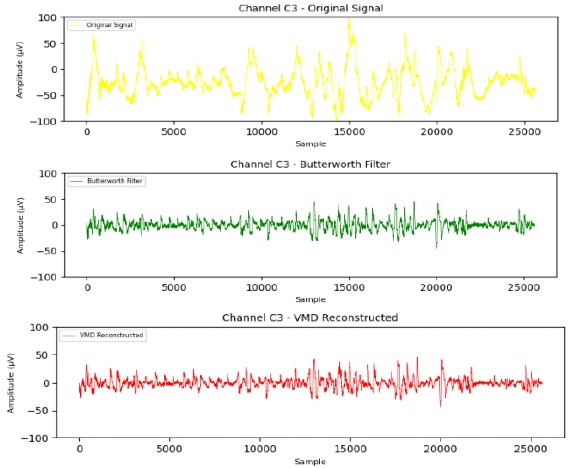 Channel C3 - Original Signal
Original Signal
Amplitude (µV)
100
50
0
−50
−100
0 5000 10000 15000 20000 25000
Sample
Channel C3 - Butterworth Filter
Butterworth Filter
Amplitude (µV)
100
50
0
−50
−100
0 5000 10000 15000 20000 25000
Sample
Channel C3 - VMD Reconstructed
VMD Reconstructed
Amplitude (µV)
100
50
0
−50
−100
0 5000 10000 15000 20000 25000
Sample